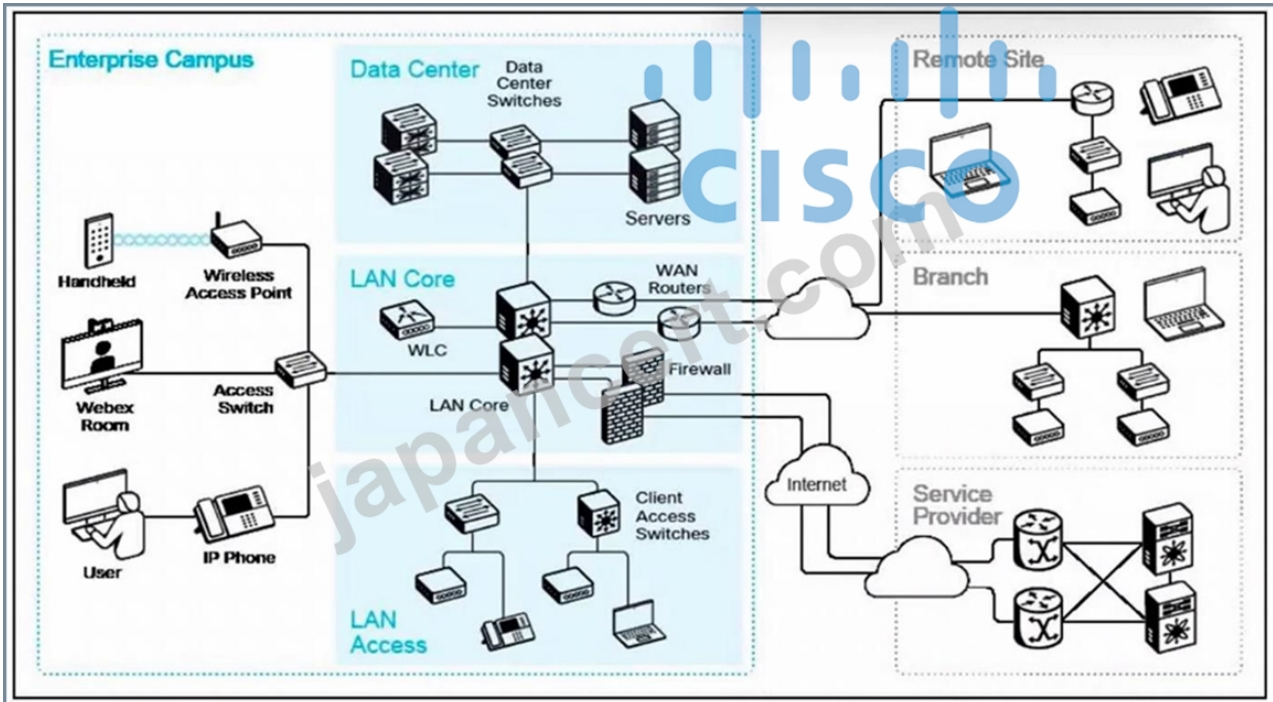 Enterprise Campus
Data Center
Data
Center
Switches
Servers
Handheld
Wireless
Access Point
Webex
Room
Access
Switch
User
IP Phone
LAN Core
WLC
LAN Core
WAN
Routers
Firewall
LAN
Access
Client
Access
Switches
Internet
Remote Site
Branch
Service
Provider
CISCO
japancert.com